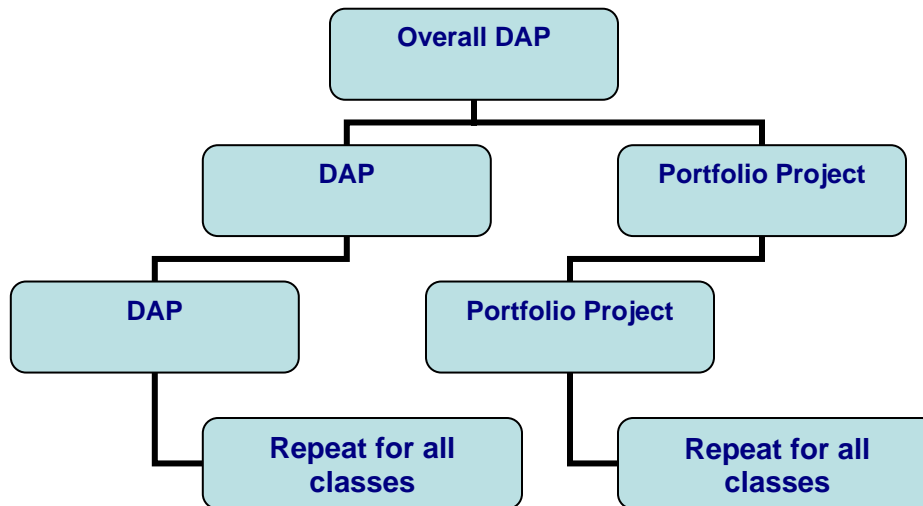 Overall DAP
DAP
Portfolio Project
DAP
Portfolio Project
Repeat for all
classes
Repeat for all
classes